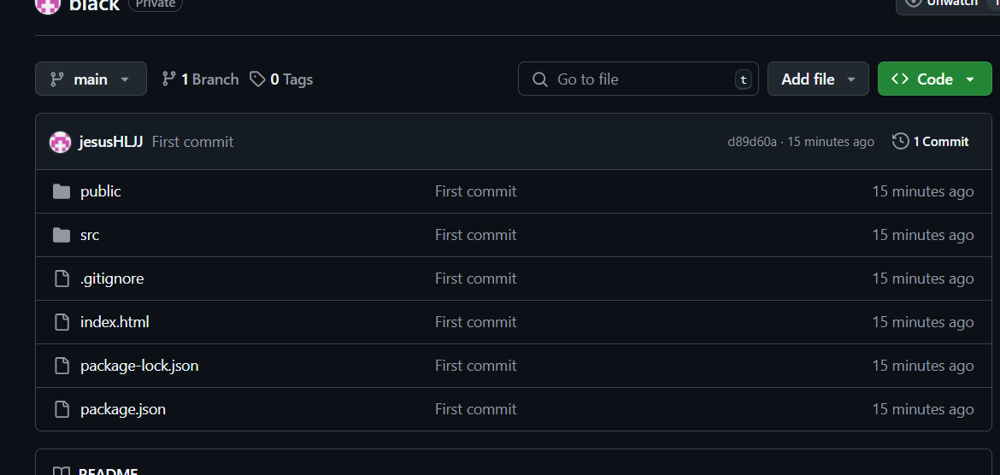 black Private Unwatch 1
main 1 Branch 0 Tags Go to file t Add file Code
jesusHLJJ First commit d89d60a · 15 minutes ago 1 Commit
public First commit 15 minutes ago
src First commit 15 minutes ago
.gitignore First commit 15 minutes ago
index.html First commit 15 minutes ago
package-lock.json First commit 15 minutes ago
package.json First commit 15 minutes ago
README